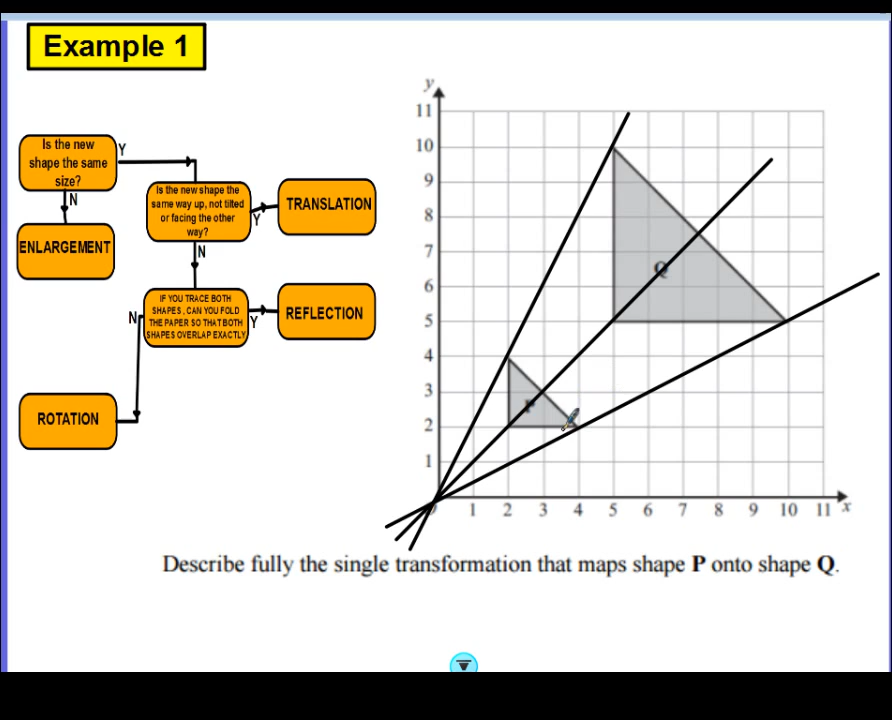 Example 1
Is the new
shape the same
size?
Y
N
ENLARGEMENT
Is the new shape the
same way up, not tilted
or facing the other
way?
Y
TRANSLATION
N
IF YOU TRACE BOTH
SHAPES, CAN YOU FOLD
THE PAPER SO THAT BOTH
SHAPES OVERLAP EXACTLY
Y
REFLECTION
N
ROTATION
y
11
10
9
8
7
6
5
4
3
2
1
Q
P
1 2 3 4 5 6 7 8 9 10 11 x
Describe fully the single transformation that maps shape P onto shape Q.